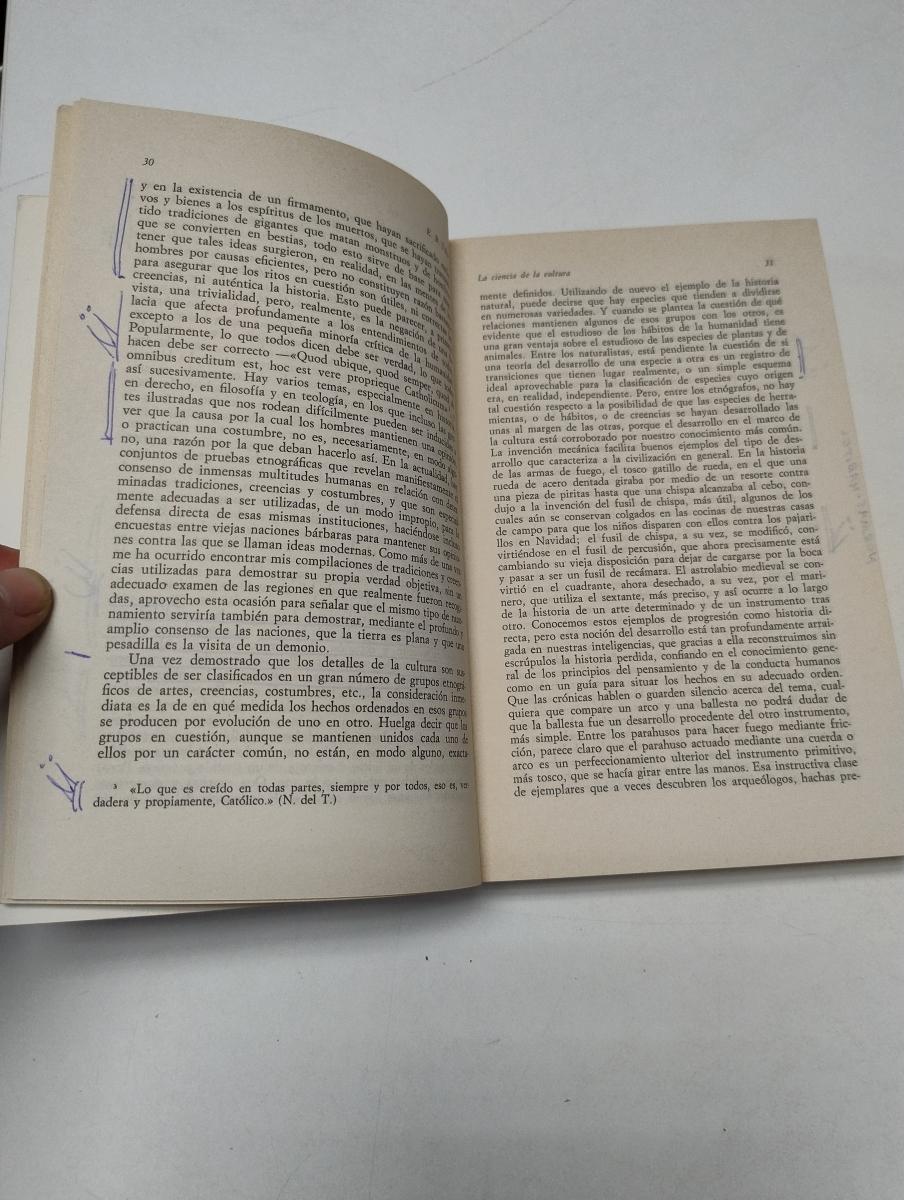 30
y en la existencia de un firmamento, que hayan sacrificado
vos y bienes a los espíritus de los muertos, que se hayan
tido tradiciones de gigantes que matan monstruos y de
que se convierten en bestias, todo esto sirve de base para
tener que tales ideas surgieron, en realidad, en las mentes de
hombres por causas eficientes, pero no constituyen razón
para asegurar que los ritos en cuestión son útiles, ni correctas
creencias, ni auténtica la historia. Esto puede parecer, a
vista, una trivialidad, pero, realmente, es la negación de una
lacia que afecta profundamente a los entendimientos de
excepto a los de una pequeña minoría crítica de la humanidad.
Popularmente, lo que todos dicen debe ser verdad, lo que
hacen debe ser correcto —«Quod ubique, quod semper, quod
omnibus creditum est, hoc est vere proprieque Catholicum»
así sucesivamente. Hay varios temas, especialmente en historia,
en derecho, en filosofía y en teología, en los que incluso las
tes ilustradas que nos rodean difícilmente pueden ser inducidas
ver que la causa por la cual los hombres mantienen una opinión
o practican una costumbre, no es, necesariamente, en modo
no, una razón por la que deban hacerlo así. En la actualidad,
conjuntos de pruebas etnográficas que revelan manifiestamente
consenso de inmensas multitudes humanas en relación con
minadas tradiciones, creencias y costumbres, y que son
mente adecuadas a ser utilizadas, de un modo impropio, para
defensa directa de esas mismas instituciones, haciéndose incluso
encuestas entre viejas naciones bárbaras para mantener sus
nes contra las que se llaman ideas modernas. Como más de una vez
me ha ocurrido encontrar mis compilaciones de tradiciones y
cias utilizadas para demostrar su propia verdad objetiva, sin un
adecuado examen de las regiones en que realmente fueron
das, aprovecho esta ocasión para señalar que el mismo tipo de
namiento serviría también para demostrar, mediante el profundo y
amplio consenso de las naciones, que la tierra es plana y que una
pesadilla es la visita de un demonio.
Una vez demostrado que los detalles de la cultura son sus-
ceptibles de ser clasificados en un gran número de grupos etnográ-
ficos de artes, creencias, costumbres, etc., la consideración inme-
diata es la de en qué medida los hechos ordenados en esos grupos
se producen por evolución de uno en otro. Huelga decir que los
grupos en cuestión, aunque se mantienen unidos cada uno de
ellos por un carácter común, no están, en modo alguno, exacta-
³ «Lo que es creído en todas partes, siempre y por todos, eso es, ver-
dadera y propiamente, Católico.» (N. del T.)
La ciencia de la cultura
31
mente definidos. Utilizando de nuevo el ejemplo de la historia
natural, puede decirse que hay especies que tienden a dividirse
en numerosas variedades. Y cuando se plantea la cuestión de qué
relaciones mantienen algunos de esos grupos con los otros, es
evidente que el estudioso de los hábitos de la humanidad tiene
una gran ventaja sobre el estudioso de las especies de plantas y de
animales. Entre los naturalistas, está pendiente la cuestión de si
una teoría del desarrollo de una especie a otra es un registro de
transiciones que tienen lugar realmente, o un simple esquema
ideal aprovechable para la clasificación de especies cuyo origen
era, en realidad, independiente. Pero, entre los etnógrafos, no hay
tal cuestión respecto a la posibilidad de que las especies de herra-
mientas, o de hábitos, o de creencias se hayan desarrollado las
unas al margen de las otras, porque el desarrollo en el marco de
la cultura está corroborado por nuestro conocimiento más común.
La invención mecánica facilita buenos ejemplos del tipo de des-
arrollo que caracteriza a la civilización en general. En la historia
de las armas de fuego, el tosco gatillo de rueda, en el que una
rueda de acero dentada giraba por medio de un resorte contra
una pieza de piritas hasta que una chispa alcanzaba al cebo, con-
dujo a la invención del fusil de chispa, más útil, algunos de los
cuales aún se conservan colgados en las cocinas de nuestras casas
de campo para que los niños disparen con ellos contra los pajari-
llos en Navidad; el fusil de chispa, a su vez, se modificó, con-
virtiéndose en el fusil de percusión, que ahora precisamente está
cambiando su vieja disposición para dejar de cargarse por la boca
y pasar a ser un fusil de recámara. El astrolabio medieval se con-
virtió en el cuadrante, ahora desechado, a su vez, por el mari-
nero, que utiliza el sextante, más preciso, y así ocurre a lo largo
de la historia de un arte determinado y de un instrumento tras
otro. Conocemos estos ejemplos de progresión como historia di-
recta, pero esta noción del desarrollo está tan profundamente arrai-
gada en nuestras inteligencias, que gracias a ella reconstruimos sin
escrúpulos la historia perdida, confiando en el conocimiento gene-
ral de los principios del pensamiento y de la conducta humanos
como en un guía para situar los hechos en su adecuado orden.
Que las crónicas hablen o guarden silencio acerca del tema, cual-
quiera que compare un arco y una ballesta no podrá dudar de
que la ballesta fue un desarrollo procedente del otro instrumento,
más simple. Entre los parahusos para hacer fuego mediante fric-
ción, parece claro que el parahuso actuado mediante una cuerda o
arco es un perfeccionamiento ulterior del instrumento primitivo,
más tosco, que se hacía girar entre las manos. Esa instructiva clase
de ejemplares que a veces descubren los arqueólogos, hachas pre-